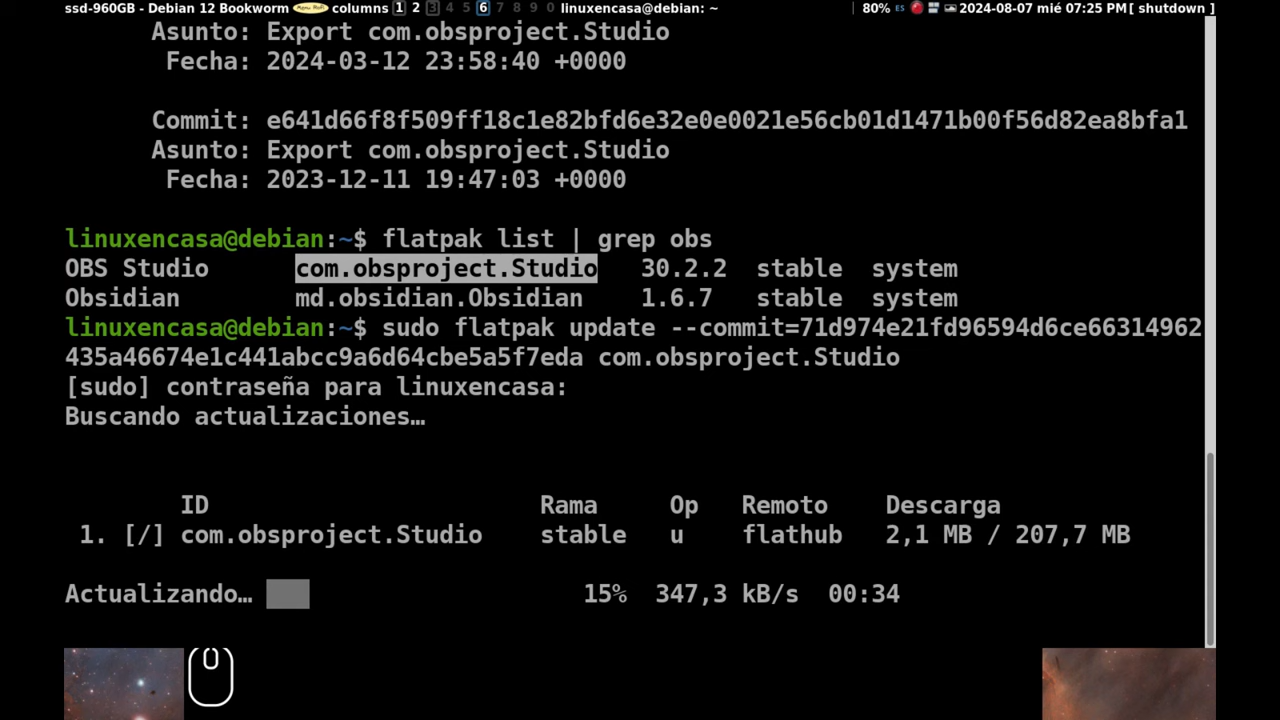 ssd-960GB - Debian 12 Bookworm Menu Rofi columns 1 2 3 4 5 6 7 8 9 0 linuxencasa@debian: ~ | 80% ES 2024-08-07 mié 07:25 PM[ shutdown ]
Asunto: Export com.obsproject.Studio
Fecha: 2024-03-12 23:58:40 +0000
Commit: e641d66f8f509ff18c1e82bfd6e32e0e0021e56cb01d1471b00f56d82ea8bfa1
Asunto: Export com.obsproject.Studio
Fecha: 2023-12-11 19:47:03 +0000
linuxencasa@debian:~$ flatpak list | grep obs
OBS Studio com.obsproject.Studio 30.2.2 stable system
Obsidian md.obsidian.Obsidian 1.6.7 stable system
linuxencasa@debian:~$ sudo flatpak update --commit=71d974e21fd96594d6ce66314962
435a46674e1c441abcc9a6d64cbe5a5f7eda com.obsproject.Studio
[sudo] contraseña para linuxencasa:
Buscando actualizaciones…
ID Rama Op Remoto Descarga
1. [/] com.obsproject.Studio stable u flathub 2,1 MB / 207,7 MB
Actualizando… 15% 347,3 kB/s 00:34